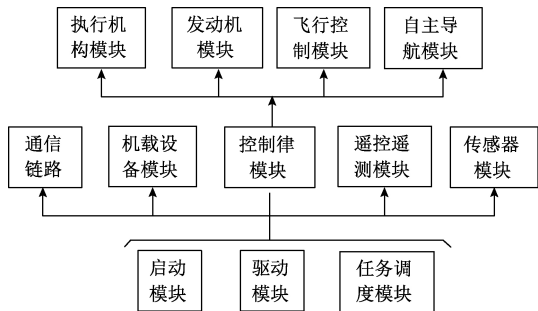 执行机
构模块
发动机
模块
飞行控
制模块
自主导
航模块
通信
链路
机载设
备模块
控制律
模块
遥控遥
测模块
传感器
模块
启动
模块
驱动
模块
任务调
度模块